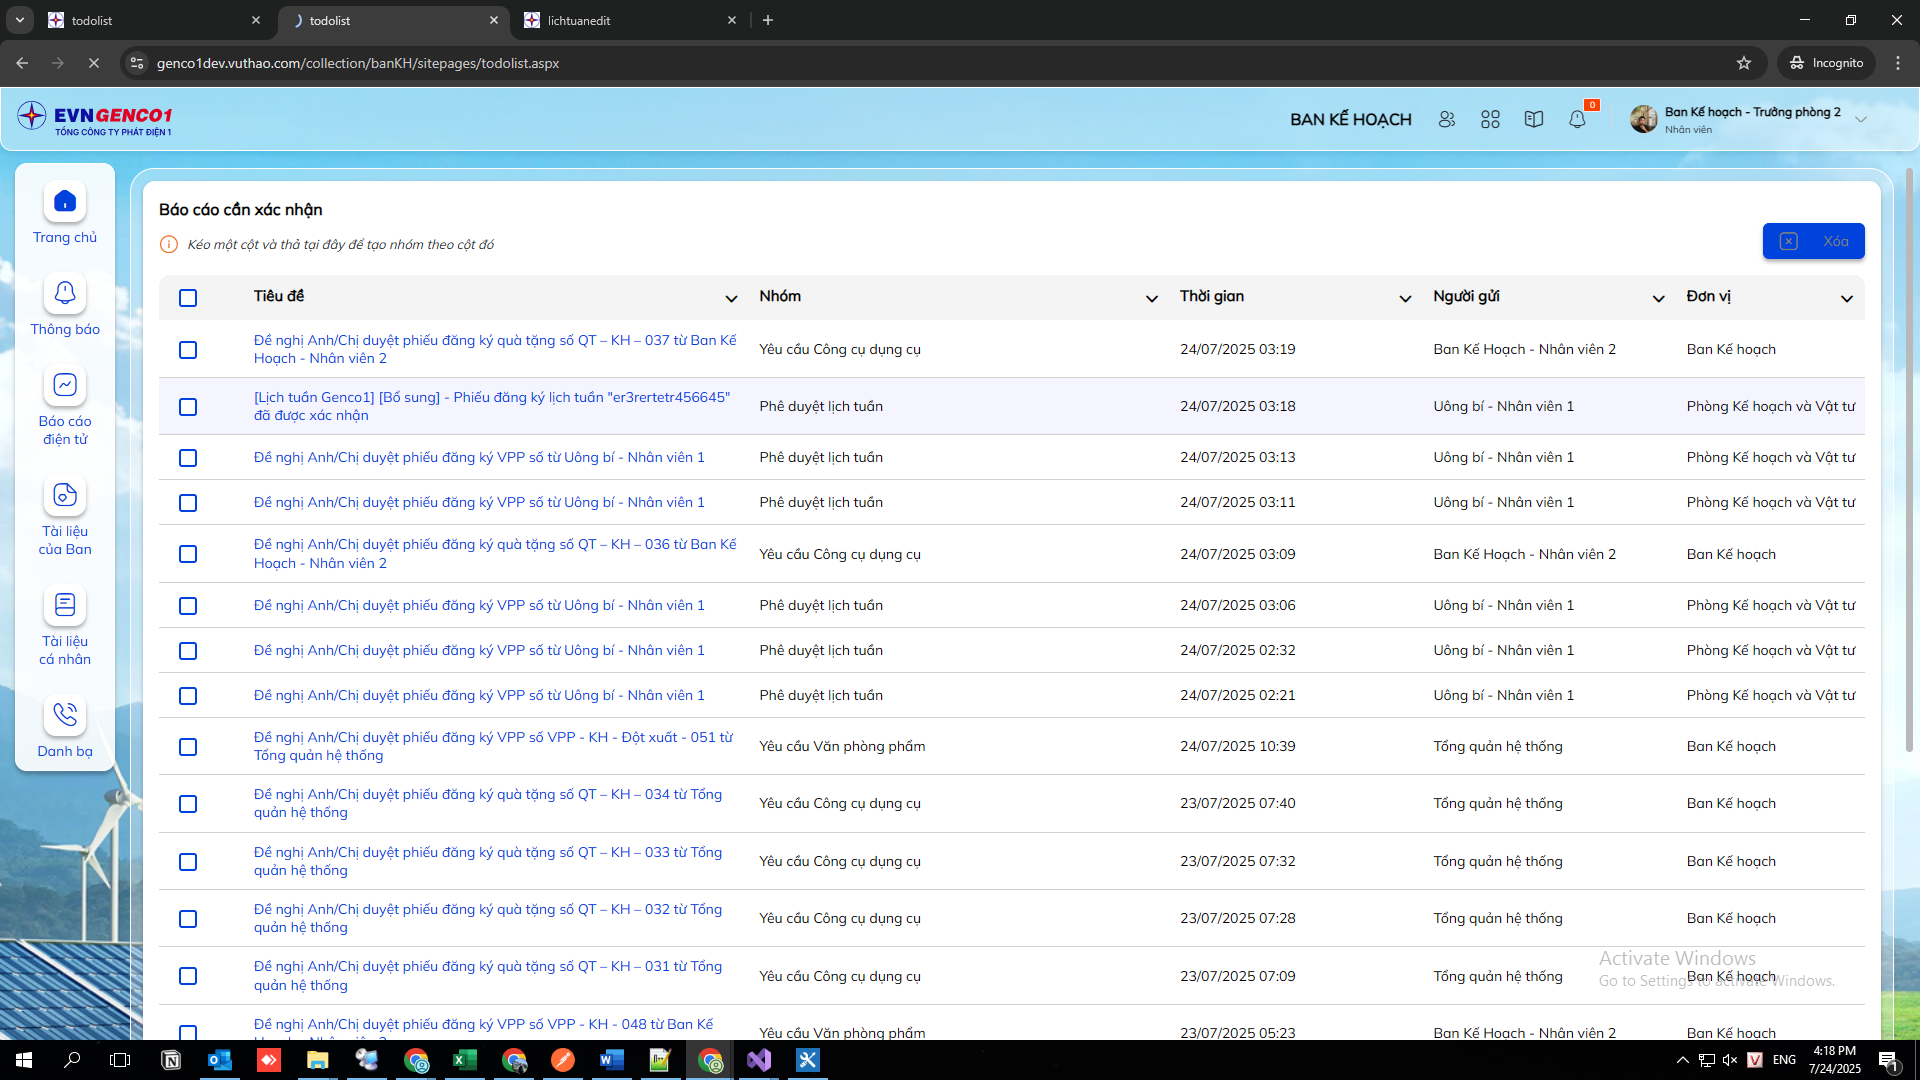 todolist
todolist
lichtuanedit
genco1dev.vuthao.com/collection/banKH/sitepages/todolist.aspx
Incognito
EVNGENCO1
TỔNG CÔNG TY PHÁT ĐIỆN 1
BAN KẾ HOẠCH
0
Ban Kế hoạch - Trưởng phòng 2
Nhân viên
Trang chủ
Thông báo
Báo cáo
điện tử
Tài liệu
của Ban
Tài liệu
cá nhân
Danh bạ
Báo cáo cần xác nhận
Kéo một cột và thả tại đây để tạo nhóm theo cột đó
Xóa
Tiêu đề Nhóm Thời gian Người gửi Đơn vị
Đề nghị Anh/Chị duyệt phiếu đăng ký quà tặng số QT – KH – 037 từ Ban Kế
Hoạch - Nhân viên 2
Yêu cầu Công cụ dụng cụ 24/07/2025 03:19 Ban Kế Hoạch - Nhân viên 2 Ban Kế hoạch
[Lịch tuần Genco1] [Bổ sung] - Phiếu đăng ký lịch tuần "er3rertetr456645"
đã được xác nhận
Phê duyệt lịch tuần 24/07/2025 03:18 Uông bí - Nhân viên 1 Phòng Kế hoạch và Vật tư
Đề nghị Anh/Chị duyệt phiếu đăng ký VPP số từ Uông bí - Nhân viên 1 Phê duyệt lịch tuần 24/07/2025 03:13 Uông bí - Nhân viên 1 Phòng Kế hoạch và Vật tư
Đề nghị Anh/Chị duyệt phiếu đăng ký VPP số từ Uông bí - Nhân viên 1 Phê duyệt lịch tuần 24/07/2025 03:11 Uông bí - Nhân viên 1 Phòng Kế hoạch và Vật tư
Đề nghị Anh/Chị duyệt phiếu đăng ký quà tặng số QT – KH – 036 từ Ban Kế
Hoạch - Nhân viên 2
Yêu cầu Công cụ dụng cụ 24/07/2025 03:09 Ban Kế Hoạch - Nhân viên 2 Ban Kế hoạch
Đề nghị Anh/Chị duyệt phiếu đăng ký VPP số từ Uông bí - Nhân viên 1 Phê duyệt lịch tuần 24/07/2025 03:06 Uông bí - Nhân viên 1 Phòng Kế hoạch và Vật tư
Đề nghị Anh/Chị duyệt phiếu đăng ký VPP số từ Uông bí - Nhân viên 1 Phê duyệt lịch tuần 24/07/2025 02:32 Uông bí - Nhân viên 1 Phòng Kế hoạch và Vật tư
Đề nghị Anh/Chị duyệt phiếu đăng ký VPP số từ Uông bí - Nhân viên 1 Phê duyệt lịch tuần 24/07/2025 02:21 Uông bí - Nhân viên 1 Phòng Kế hoạch và Vật tư
Đề nghị Anh/Chị duyệt phiếu đăng ký VPP số VPP - KH - Đột xuất - 051 từ
Tổng quản hệ thống
Yêu cầu Văn phòng phẩm 24/07/2025 10:39 Tổng quản hệ thống Ban Kế hoạch
Đề nghị Anh/Chị duyệt phiếu đăng ký quà tặng số QT – KH – 034 từ Tổng
quản hệ thống
Yêu cầu Công cụ dụng cụ 23/07/2025 07:40 Tổng quản hệ thống Ban Kế hoạch
Đề nghị Anh/Chị duyệt phiếu đăng ký quà tặng số QT – KH – 033 từ Tổng
quản hệ thống
Yêu cầu Công cụ dụng cụ 23/07/2025 07:32 Tổng quản hệ thống Ban Kế hoạch
Đề nghị Anh/Chị duyệt phiếu đăng ký quà tặng số QT – KH – 032 từ Tổng
quản hệ thống
Yêu cầu Công cụ dụng cụ 23/07/2025 07:28 Tổng quản hệ thống Ban Kế hoạch
Đề nghị Anh/Chị duyệt phiếu đăng ký quà tặng số QT – KH – 031 từ Tổng
quản hệ thống
Yêu cầu Công cụ dụng cụ 23/07/2025 07:09 Tổng quản hệ thống Ban Kế hoạch
Đề nghị Anh/Chị duyệt phiếu đăng ký VPP số VPP - KH - 048 từ Ban Kế
Yêu cầu Văn phòng phẩm 23/07/2025 05:23 Ban Kế Hoạch - Nhân viên 2 Ban Kế hoạch
Activate Windows
Go to Settings to activate Windows.
ENG
4:18 PM
7/24/2025
1